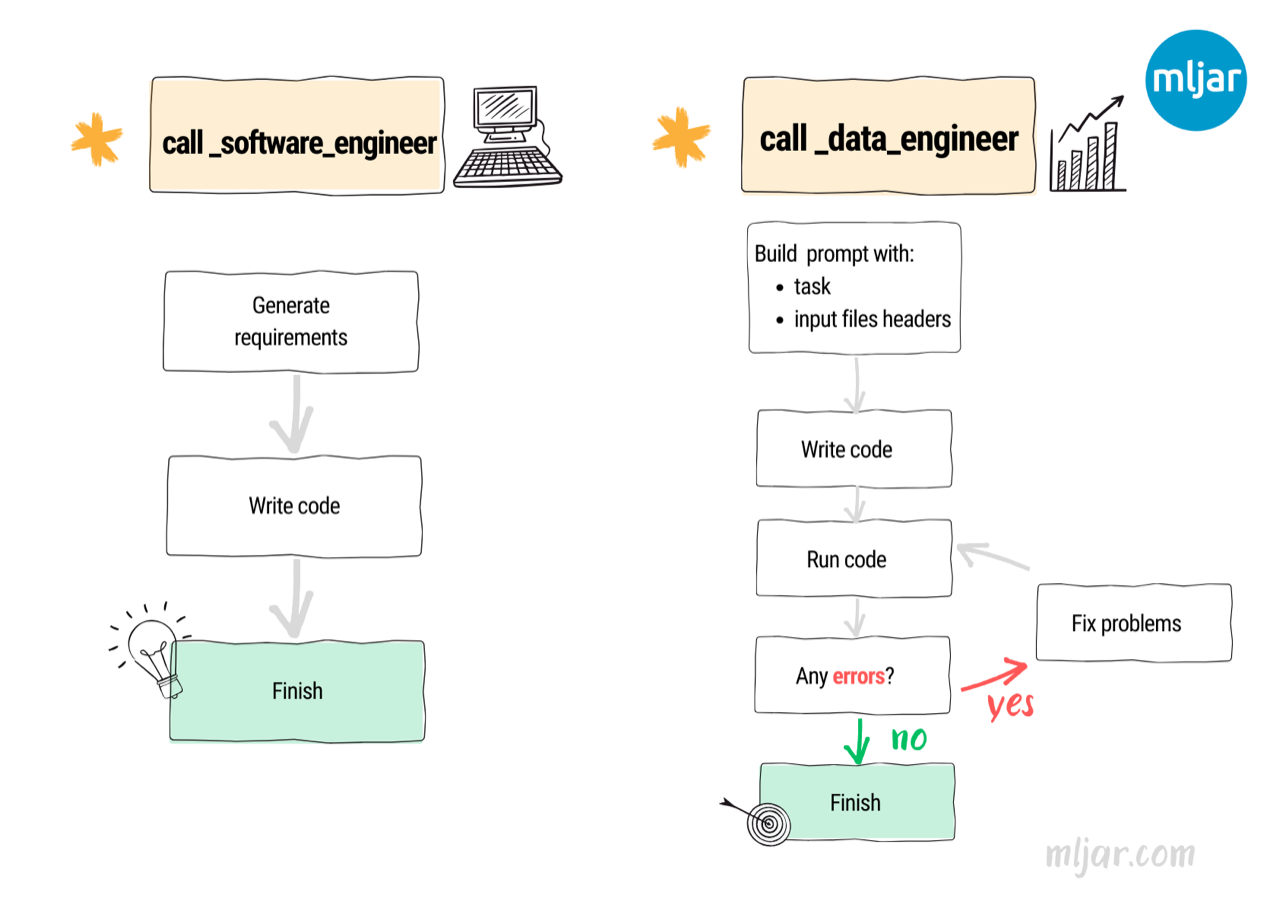 mljar
call _software_engineer
Generate
requirements
Write code
Finish
call _data_engineer
Build prompt with:
• task
• input files headers
Write code
Run code
Fix problems
Any errors?
yes
no
Finish
mljar.com